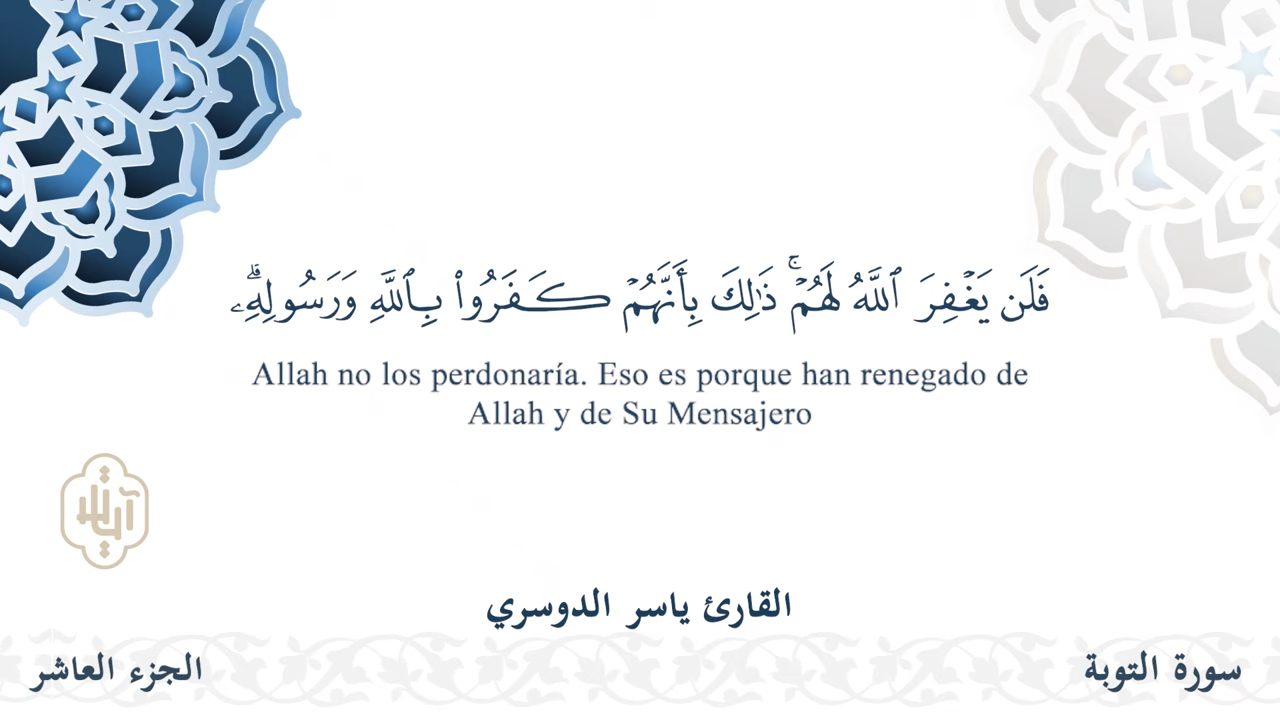 فَلَن يَغْفِرَ ٱللَّهُ لَهُمْۚ ذَٰلِكَ بِأَنَّهُمْ كَفَرُوا۟ بِٱللَّهِ وَرَسُولِهِۦۗ
Allah no los perdonaría. Eso es porque han renegado de
Allah y de Su Mensajero
آيات
القارئ ياسر الدوسري
سورة التوبة
الجزء العاشر